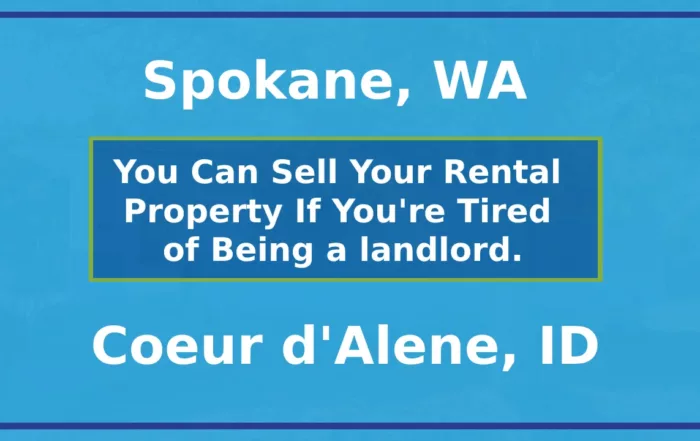 Spokane, WA
You Can Sell Your Rental
Property If You're Tired
of Being a landlord.
Coeur d'Alene, ID